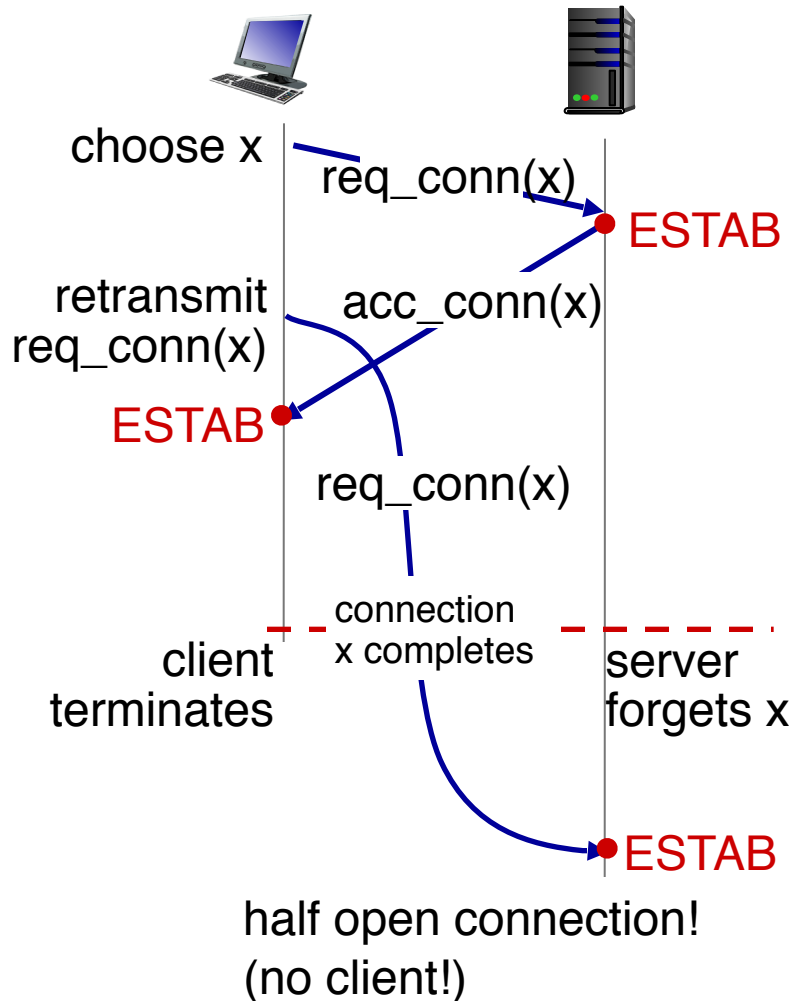 choose x
req_conn(x)
ESTAB
retransmit
req_conn(x)
acc_conn(x)
ESTAB
req_conn(x)
connection
x completes
client
terminates
server
forgets x
ESTAB
half open connection!
(no client!)